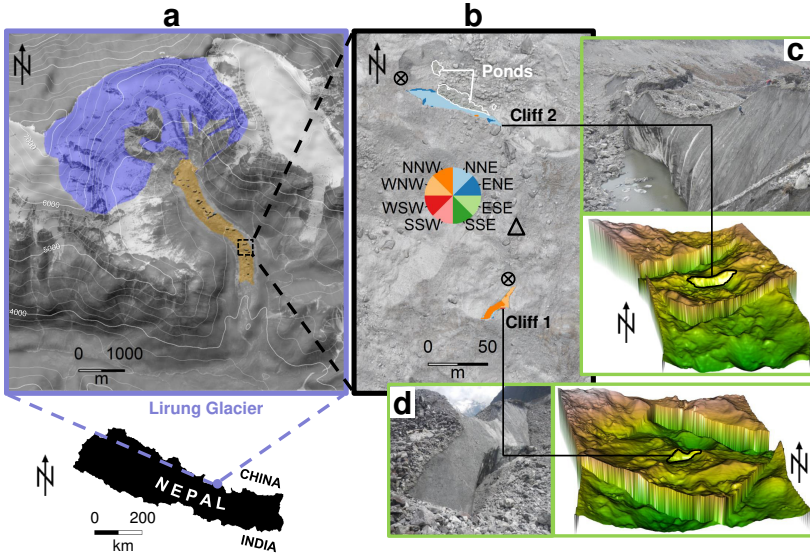 a
b
c
N
N
Ponds
Cliff 2
NNW
NNE
WNW
ENE
WSW
ESE
SSW
SSE
7000
6000
5000
4000
N
Cliff 1
0 1000
m
0 50
m
d
Lirung Glacier
N
N
CHINA
NEPAL
0 200
km
INDIA